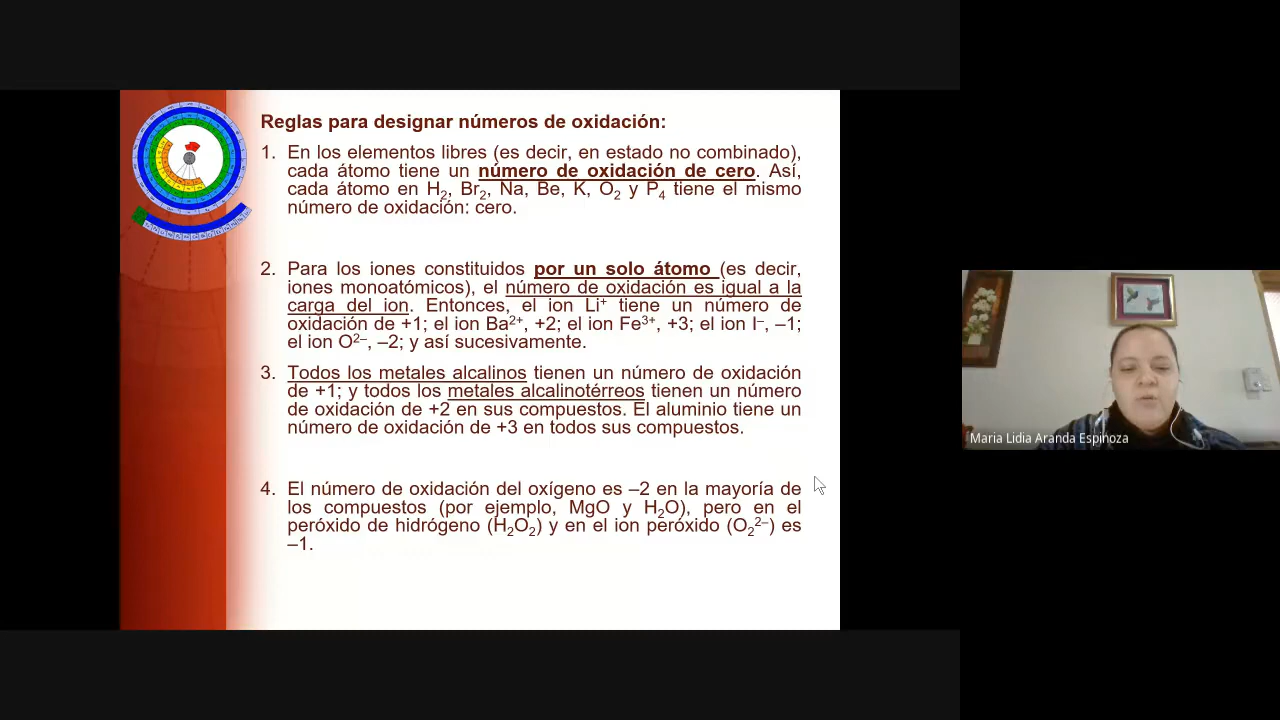 Reglas para designar números de oxidación:
1. En los elementos libres (es decir, en estado no combinado),
cada átomo tiene un número de oxidación de cero. Así,
cada átomo en H₂, Br₂, Na, Be, K, O₂ y P₄ tiene el mismo
número de oxidación: cero.
2. Para los iones constituidos por un solo átomo (es decir,
iones monoatómicos), el número de oxidación es igual a la
carga del ion. Entonces, el ion Li⁺ tiene un número de
oxidación de +1; el ion Ba²⁺, +2; el ion Fe³⁺, +3; el ion I⁻, –1;
el ion O²⁻, –2; y así sucesivamente.
3. Todos los metales alcalinos tienen un número de oxidación
de +1; y todos los metales alcalinotérreos tienen un número
de oxidación de +2 en sus compuestos. El aluminio tiene un
número de oxidación de +3 en todos sus compuestos.
4. El número de oxidación del oxígeno es –2 en la mayoría de
los compuestos (por ejemplo, MgO y H₂O), pero en el
peróxido de hidrógeno (H₂O₂) y en el ion peróxido (O₂²⁻) es
–1.
Maria Lidia Aranda Espinoza